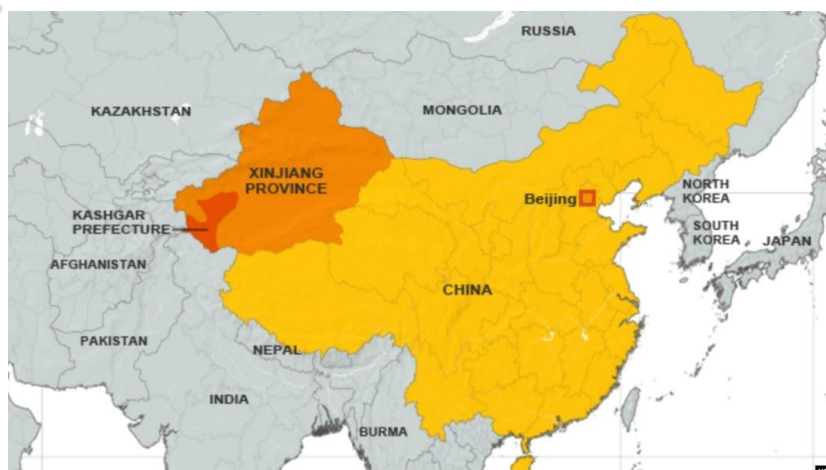 RUSSIA
KAZAKHSTAN
MONGOLIA
XINJIANG
PROVINCE
Beijing
NORTH
KOREA
KASHGAR
PREFECTURE
SOUTH
KOREA
JAPAN
AFGHANISTAN
CHINA
PAKISTAN
NEPAL
INDIA
BURMA